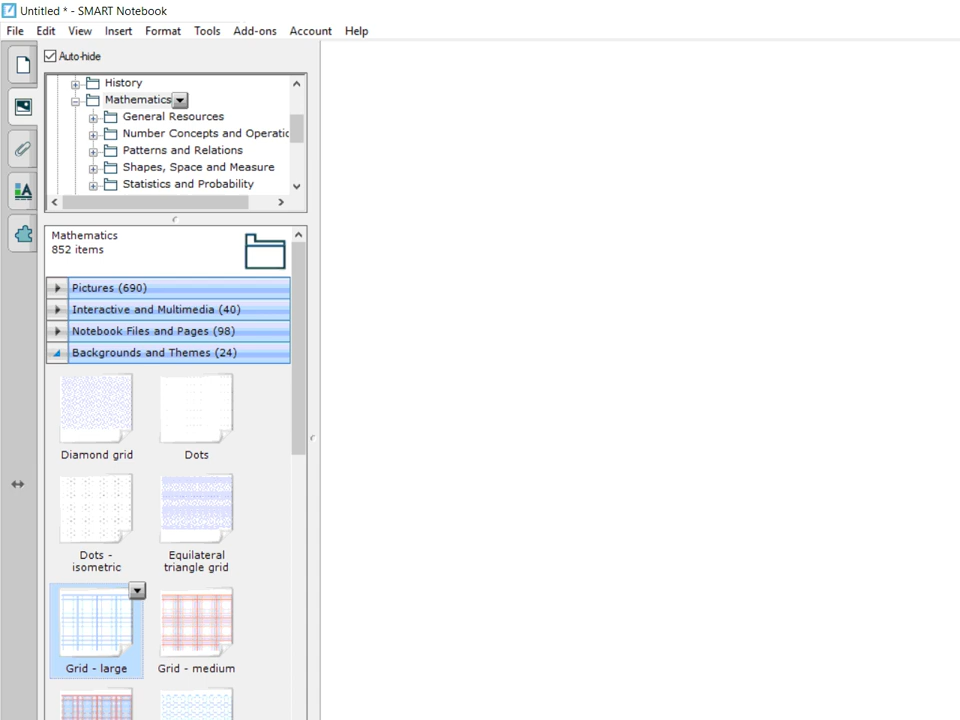 Untitled * - SMART Notebook
File Edit View Insert Format Tools Add-ons Account Help
Auto-hide
History
Mathematics
General Resources
Number Concepts and Operatic
Patterns and Relations
Shapes, Space and Measure
Statistics and Probability
Mathematics
852 items
Pictures (690)
Interactive and Multimedia (40)
Notebook Files and Pages (98)
Backgrounds and Themes (24)
Diamond grid Dots
Dots - isometric
Equilateral triangle grid
Grid - large Grid - medium